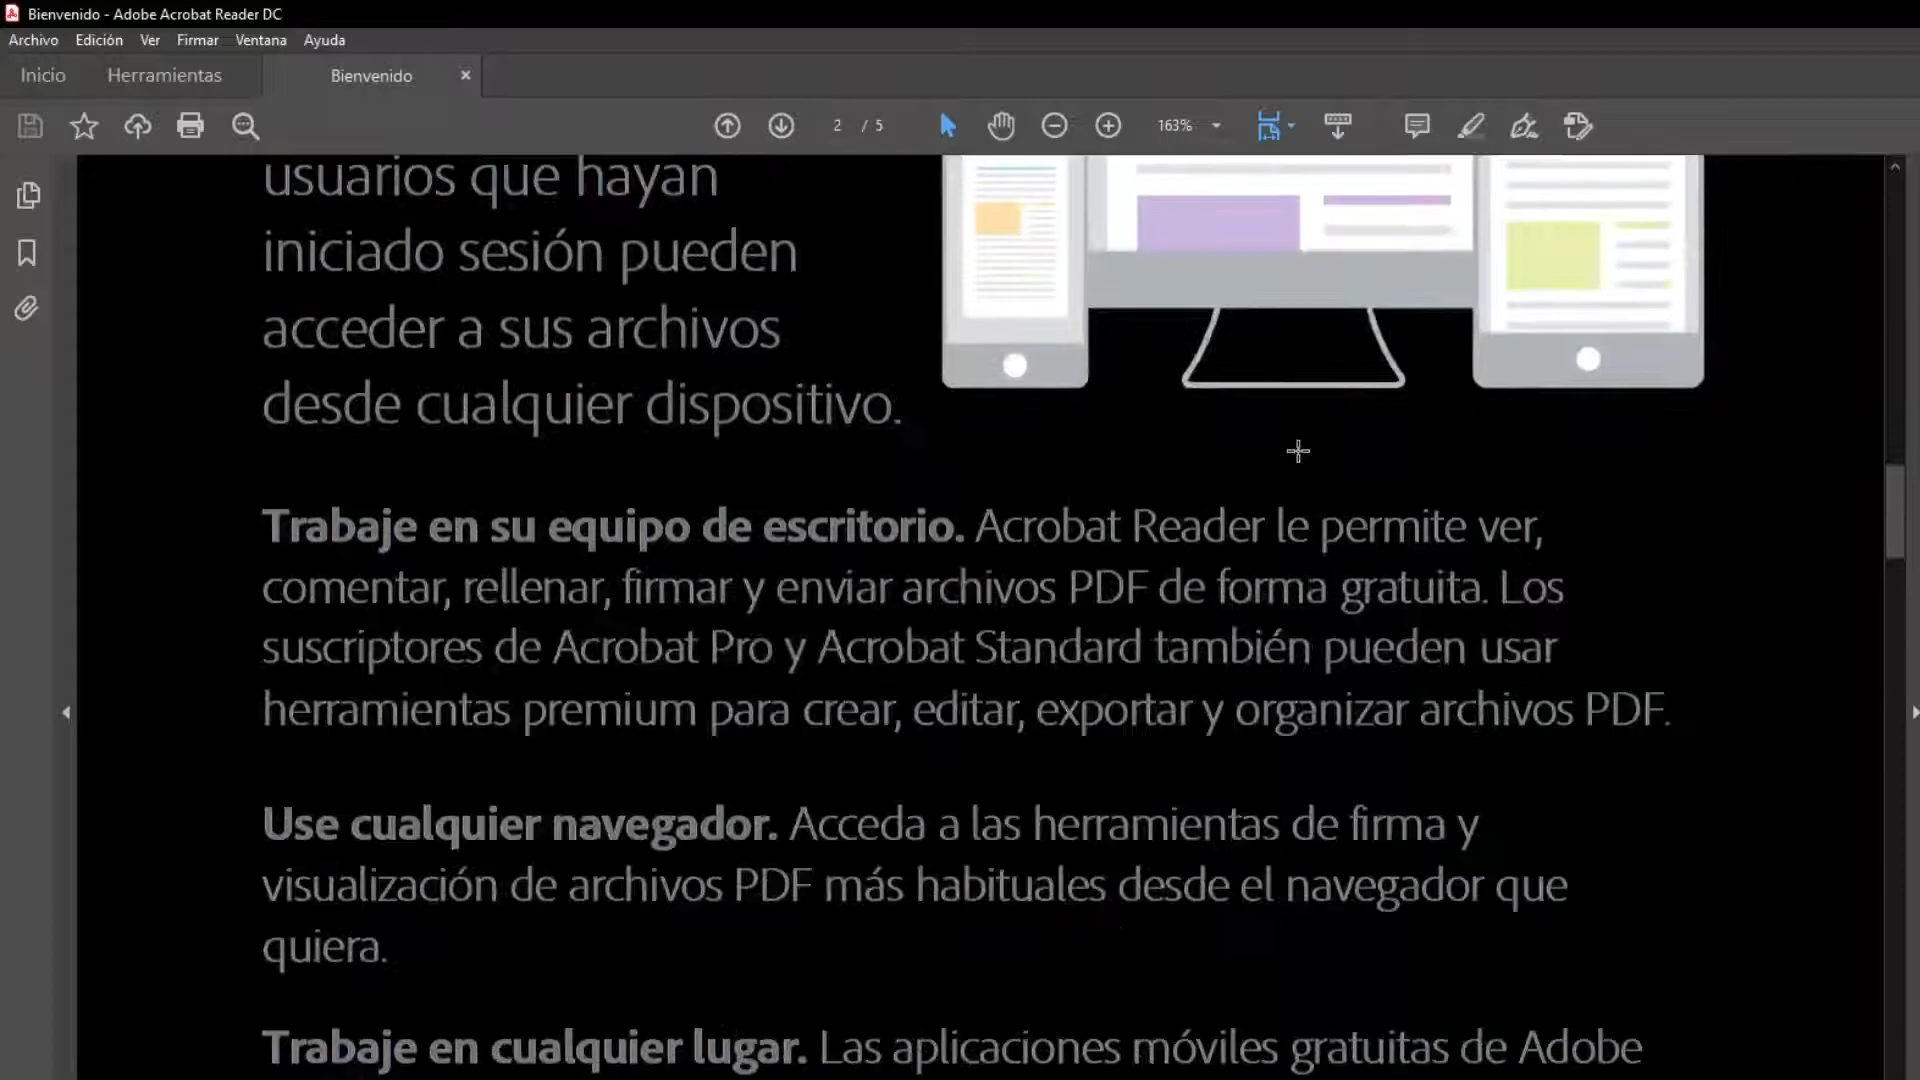 Bienvenido - Adobe Acrobat Reader DC
Archivo Edición Ver Firmar Ventana Ayuda
Inicio Herramientas Bienvenido
2 / 5 163%
usuarios que hayan
iniciado sesión pueden
acceder a sus archivos
desde cualquier dispositivo.
Trabaje en su equipo de escritorio. Acrobat Reader le permite ver,
comentar, rellenar, firmar y enviar archivos PDF de forma gratuita. Los
suscriptores de Acrobat Pro y Acrobat Standard también pueden usar
herramientas premium para crear, editar, exportar y organizar archivos PDF.
Use cualquier navegador. Acceda a las herramientas de firma y
visualización de archivos PDF más habituales desde el navegador que
quiera.
Trabaje en cualquier lugar. Las aplicaciones móviles gratuitas de Adobe